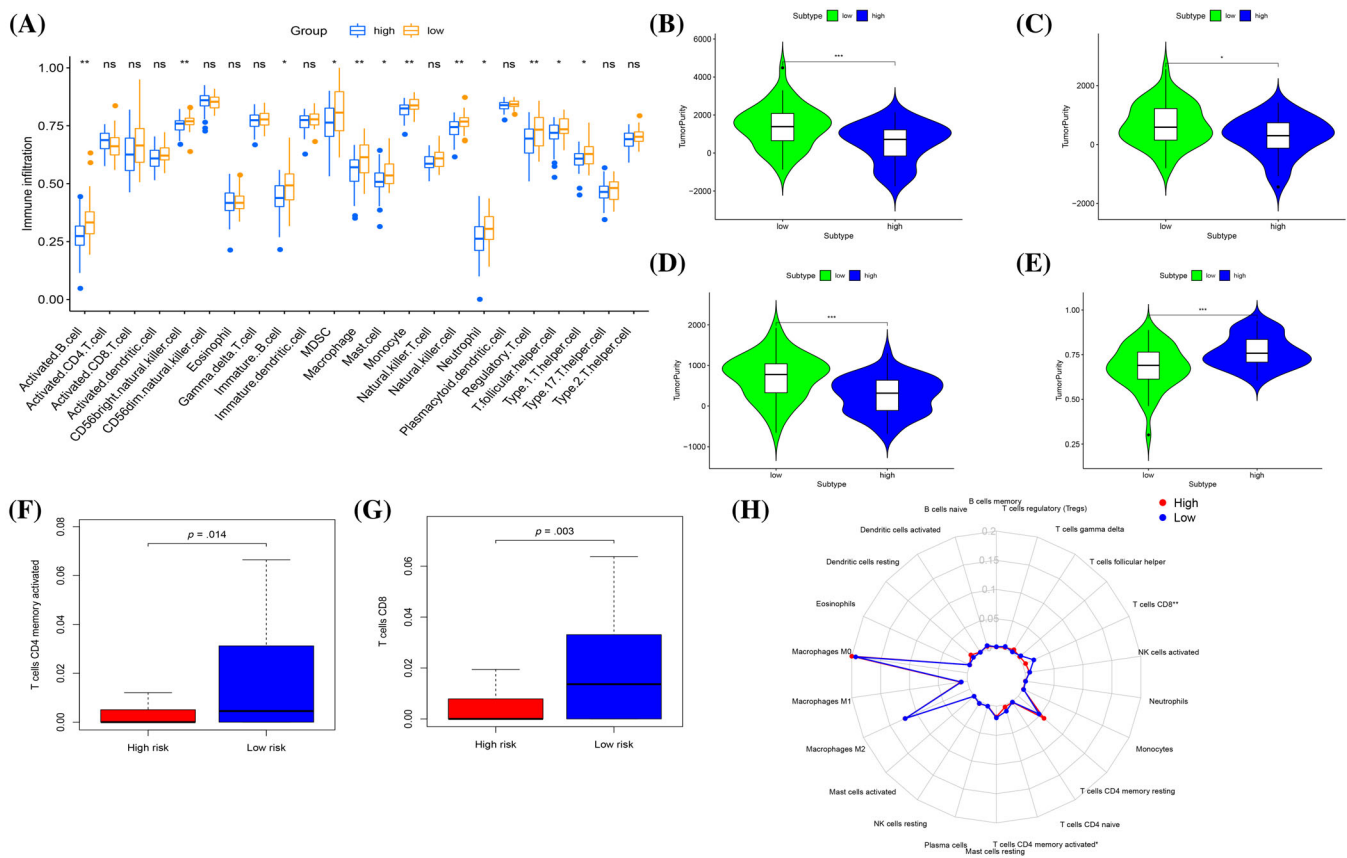 (A)
Group high low
** ns ns ns ** ns ns ns * ns * ** * ** ns ** * ns ** * * ns ns
Immune infiltration
1.00
0.75
0.50
0.25
0.00
Activated.B.cell
Activated.CD4.T.cell
Activated.CD8.T.cell
Activated.dendritic.cell
CD56bright.natural.killer.cell
CD56dim.natural.killer.cell
Eosinophil
Gamma.delta.T.cell
Immature..B.cell
Immature.dendritic.cell
MDSC
Macrophage
Mast.cell
Monocyte
Natural.killer.T.cell
Natural.killer.cell
Neutrophil
Plasmacytoid.dendritic.cell
Regulatory.T.cell
T.follicular.helper.cell
Type.1.T.helper.cell
Type.17.T.helper.cell
Type.2.T.helper.cell
(B)
Subtype low high
***
TumorPurity
6000
4000
2000
0
−2000
low high
Subtype
(C)
Subtype low high
*
TumorPurity
2000
0
−2000
low high
Subtype
(D)
Subtype low high
***
TumorPurity
2000
1000
0
−1000
low high
Subtype
(E)
Subtype low high
***
TumorPurity
1.00
0.75
0.50
0.25
low high
Subtype
(F)
p = .014
T cells CD4 memory activated
0.08
0.06
0.04
0.02
0.00
High risk Low risk
(G)
p = .003
T cells CD8
0.08
0.06
0.04
0.02
0.00
High risk Low risk
(H)
High
Low
0.2
0.15
0.1
0.05
B cells memory
B cells naive
Dendritic cells activated
Dendritic cells resting
Eosinophils
Macrophages M0
Macrophages M1
Macrophages M2
Mast cells activated
NK cells resting
Plasma cells
Mast cells resting
T cells CD4 memory activated*
T cells CD4 naive
T cells CD4 memory resting
Monocytes
Neutrophils
NK cells activated
T cells CD8**
T cells follicular helper
T cells gamma delta
T cells regulatory (Tregs)